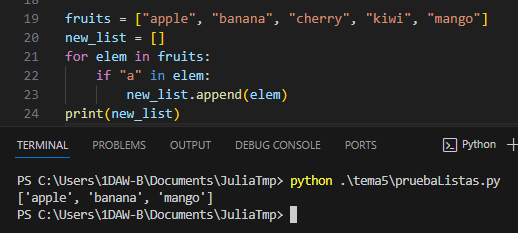 19 fruits = ["apple", "banana", "cherry", "kiwi", "mango"]
20 new_list = []
21 for elem in fruits:
22     if "a" in elem:
23         new_list.append(elem)
24 print(new_list)
TERMINAL PROBLEMS OUTPUT DEBUG CONSOLE PORTS Python
PS C:\Users\1DAW-B\Documents\JuliaTmp> python .\tema5\pruebaListas.py
['apple', 'banana', 'mango']
PS C:\Users\1DAW-B\Documents\JuliaTmp>